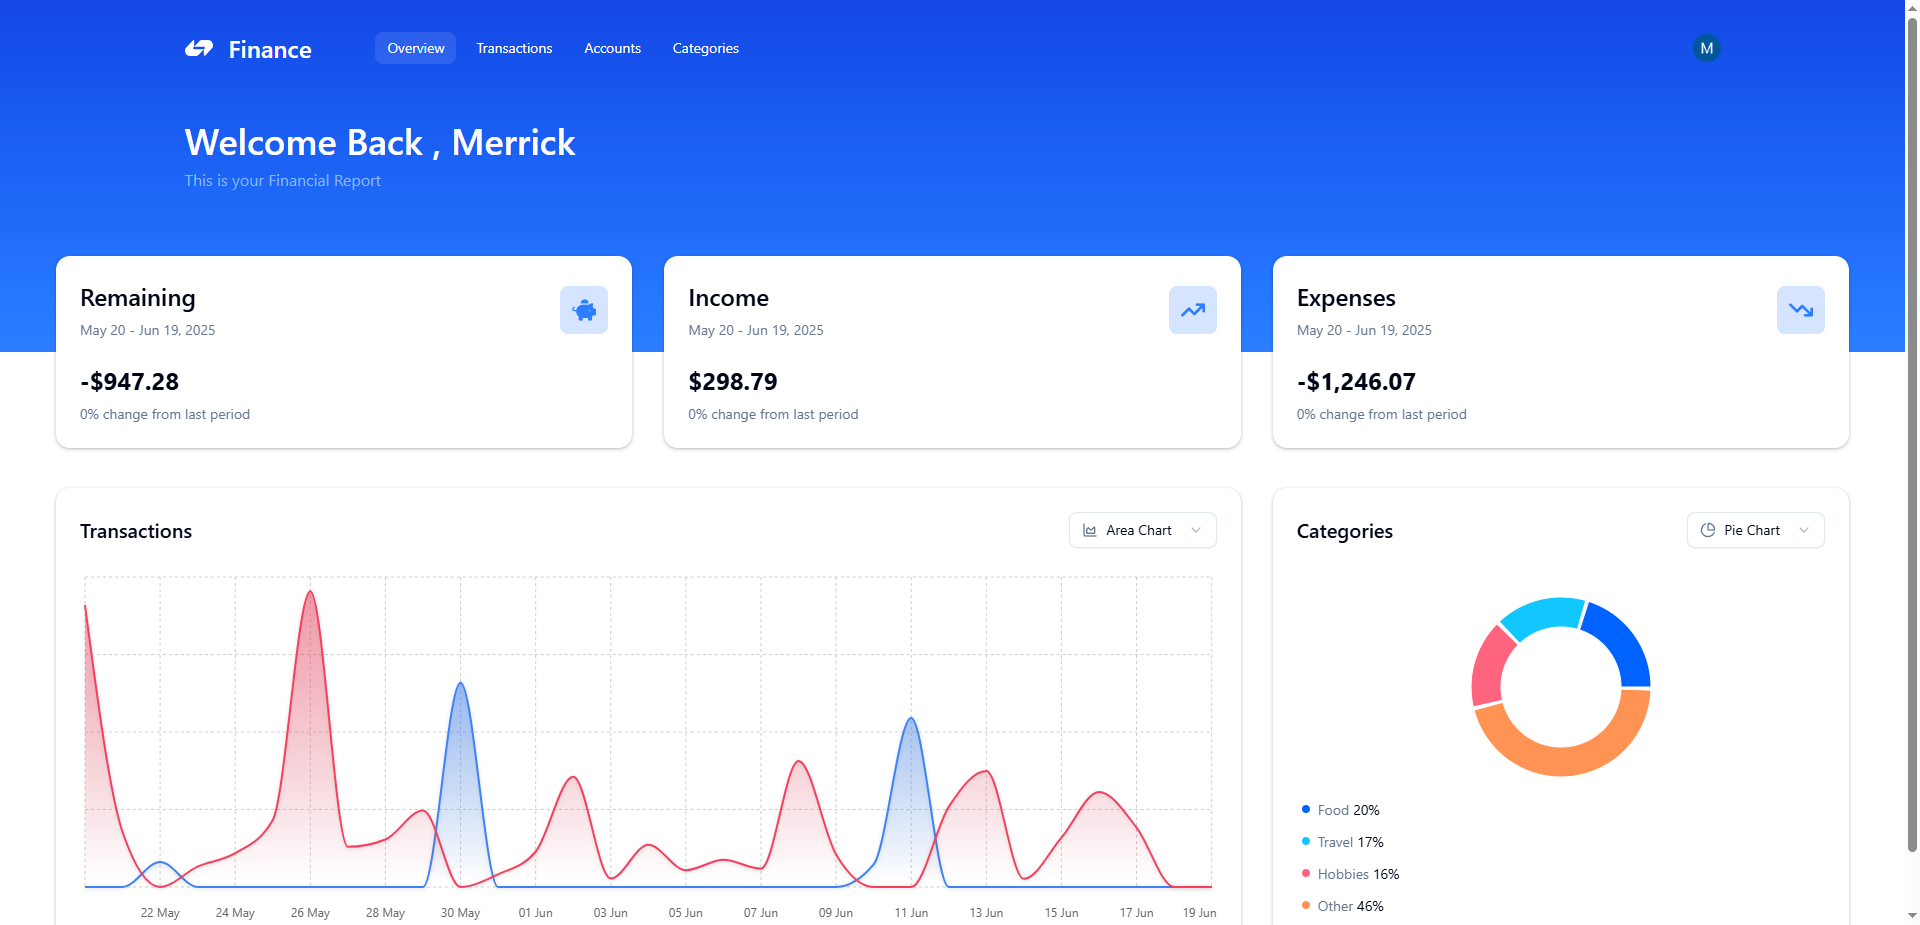 Finance
Overview
Transactions
Accounts
Categories
M
Welcome Back , Merrick
This is your Financial Report
Remaining
May 20 - Jun 19, 2025
-$947.28
0% change from last period
Income
May 20 - Jun 19, 2025
$298.79
0% change from last period
Expenses
May 20 - Jun 19, 2025
-$1,246.07
0% change from last period
Transactions
Area Chart
22 May
24 May
26 May
28 May
30 May
01 Jun
03 Jun
05 Jun
07 Jun
09 Jun
11 Jun
13 Jun
15 Jun
17 Jun
19 Jun
Categories
Pie Chart
Food 20%
Travel 17%
Hobbies 16%
Other 46%